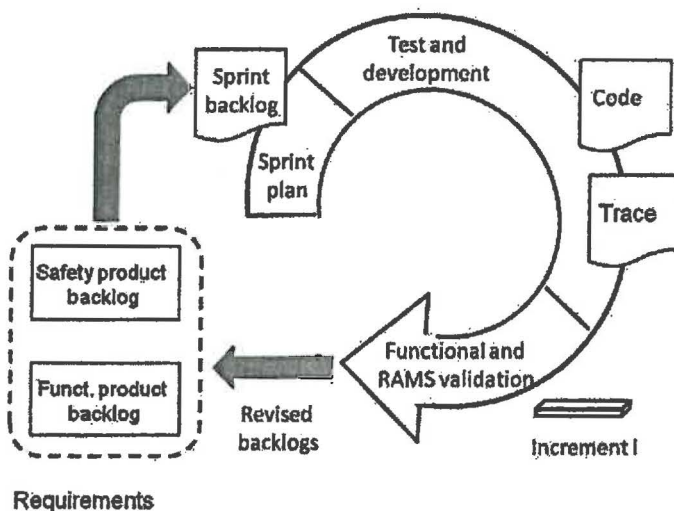 Test and
development
Sprint
backlog
Code
Sprint
plan
Trace
Safety product
backlog
Functional and
RAMS validation
Funct. product
backlog
Revised
backlogs
Increment I
Requirements